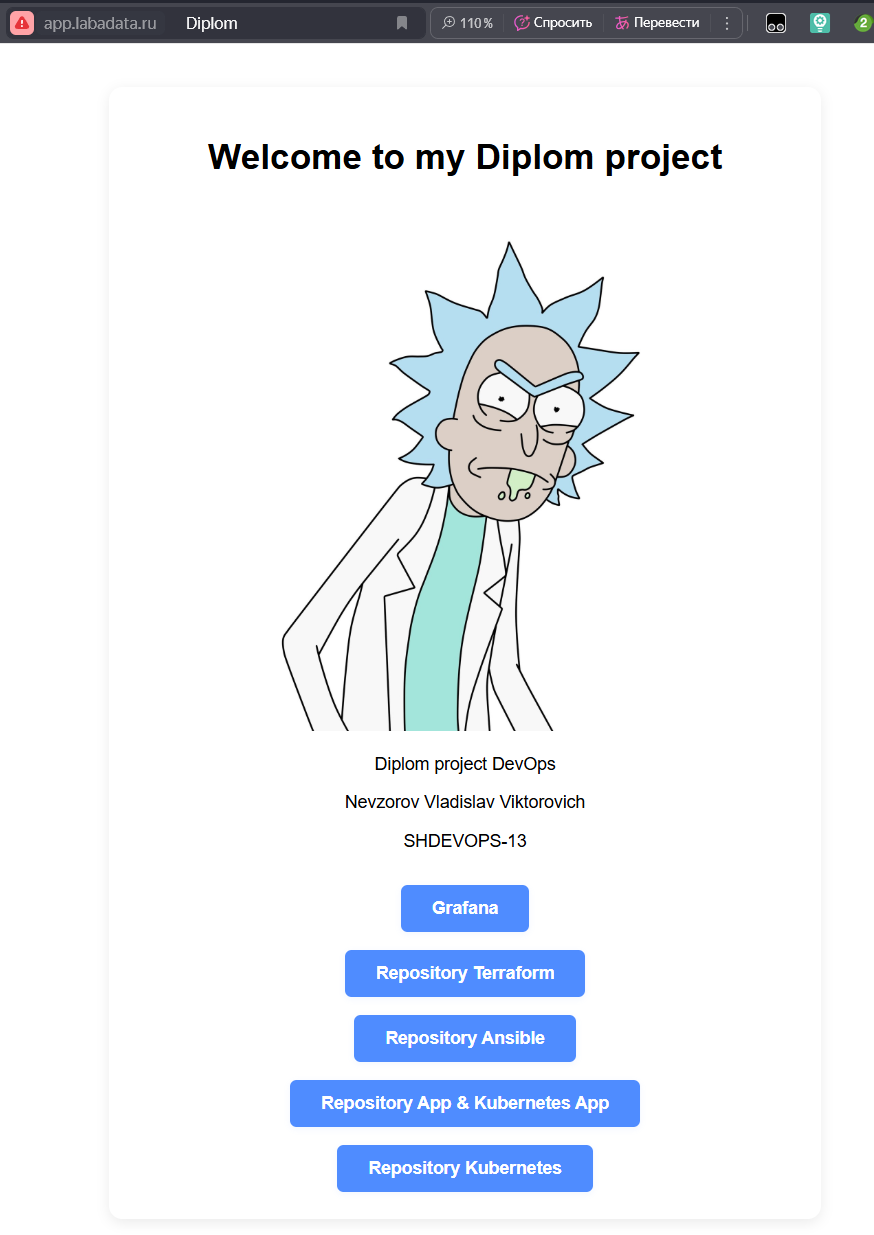 app.labadata.ru Diplom 110% Спросить Перевести 2
Welcome to my Diplom project
Diplom project DevOps
Nevzorov Vladislav Viktorovich
SHDEVOPS-13
Grafana
Repository Terraform
Repository Ansible
Repository App & Kubernetes App
Repository Kubernetes